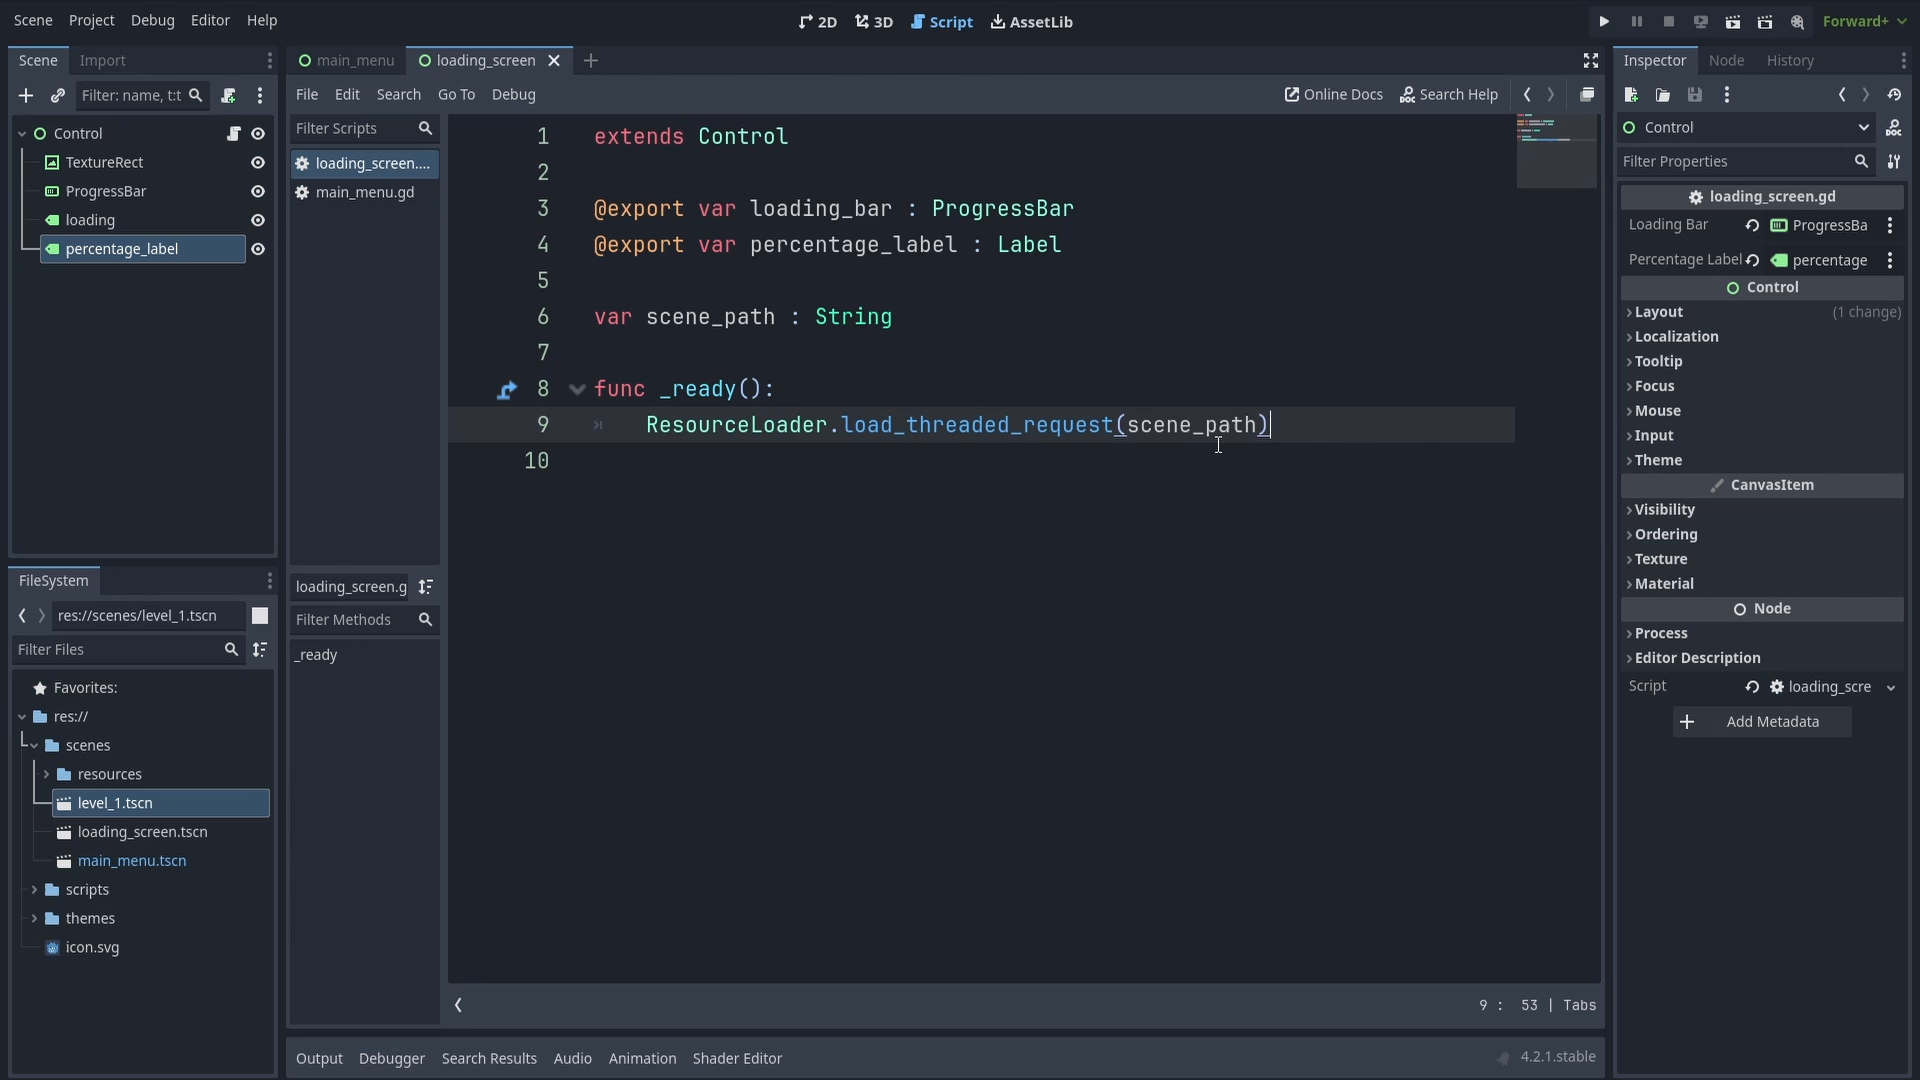 Scene Project Debug Editor Help
2D 3D Script AssetLib
Forward+
Scene Import
Filter: name, t:t
Control
TextureRect
ProgressBar
loading
percentage_label
FileSystem
res://scenes/level_1.tscn
Filter Files
Favorites:
res://
scenes
resources
level_1.tscn
loading_screen.tscn
main_menu.tscn
scripts
themes
icon.svg
main_menu loading_screen
File Edit Search Go To Debug
Online Docs Search Help
Filter Scripts
loading_screen....
main_menu.gd
loading_screen.g
Filter Methods
_ready
1 extends Control
2
3 @export var loading_bar : ProgressBar
4 @export var percentage_label : Label
5
6 var scene_path : String
7
8 func _ready():
9 ResourceLoader.load_threaded_request(scene_path)
10
9 : 53 | Tabs
Output Debugger Search Results Audio Animation Shader Editor
4.2.1.stable
Inspector Node History
Control
Filter Properties
loading_screen.gd
Loading Bar ProgressBa
Percentage Label percentage
Control
Layout (1 change)
Localization
Tooltip
Focus
Mouse
Input
Theme
CanvasItem
Visibility
Ordering
Texture
Material
Node
Process
Editor Description
Script loading_scre
Add Metadata